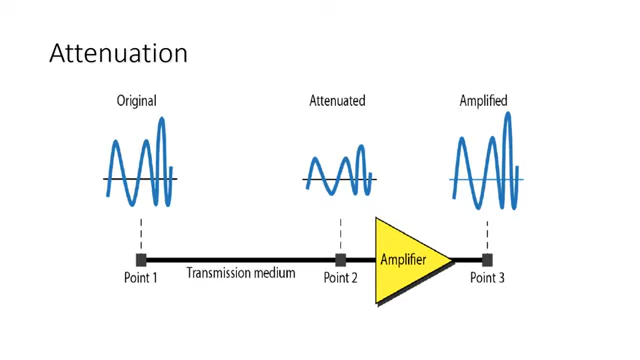 Attenuation
Original
Attenuated
Amplified
Amplifier
Point 1
Transmission medium
Point 2
Point 3